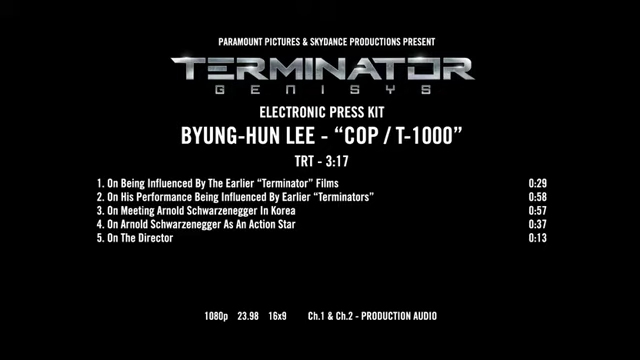 PARAMOUNT PICTURES & SKYDANCE PRODUCTIONS PRESENT
TERMINATOR
GENISYS
ELECTRONIC PRESS KIT
BYUNG-HUN LEE - “COP / T-1000”
TRT - 3:17
1. On Being Influenced By The Earlier “Terminator” Films 0:29
2. On His Performance Being Influenced By Earlier “Terminators” 0:58
3. On Meeting Arnold Schwarzenegger In Korea 0:57
4. On Arnold Schwarzenegger As An Action Star 0:37
5. On The Director 0:13
1080p 23.98 16x9 Ch.1 & Ch.2 - PRODUCTION AUDIO